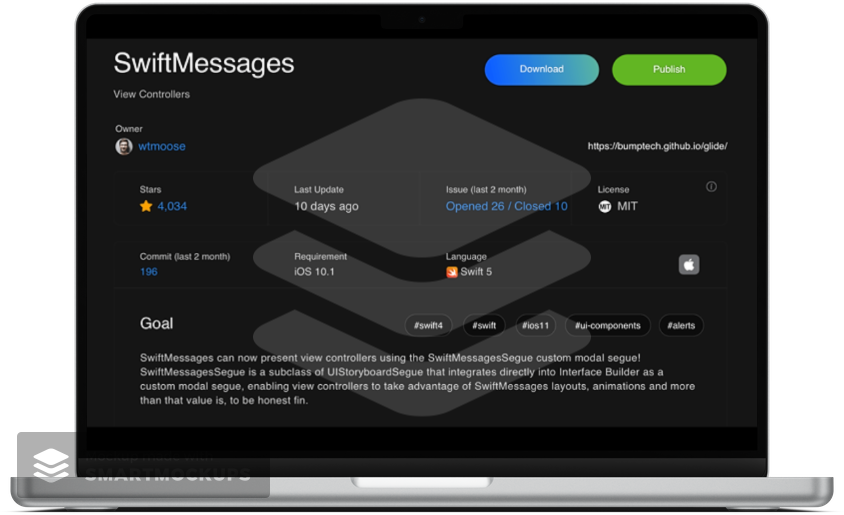 SwiftMessages
Download
Publish
View Controllers
Owner
wtmoose
https://bumptech.github.io/glide/
Stars
Last Update
Issue (last 2 month)
License
4,034
10 days ago
Opened 26 / Closed 10
MIT
MIT
Commit (last 2 month)
Requirement
Language
196
iOS 10.1
Swift 5
Goal
#swift4
#swift
#ios11
#ui-components
#alerts
SwiftMessages can now present view controllers using the SwiftMessagesSegue custom modal segue!
SwiftMessagesSegue is a subclass of UIStoryboardSegue that integrates directly into Interface Builder as a
custom modal segue, enabling view controllers to take advantage of SwiftMessages layouts, animations and more
than that value is, to be honest fin.
SMARTMOCKUPS